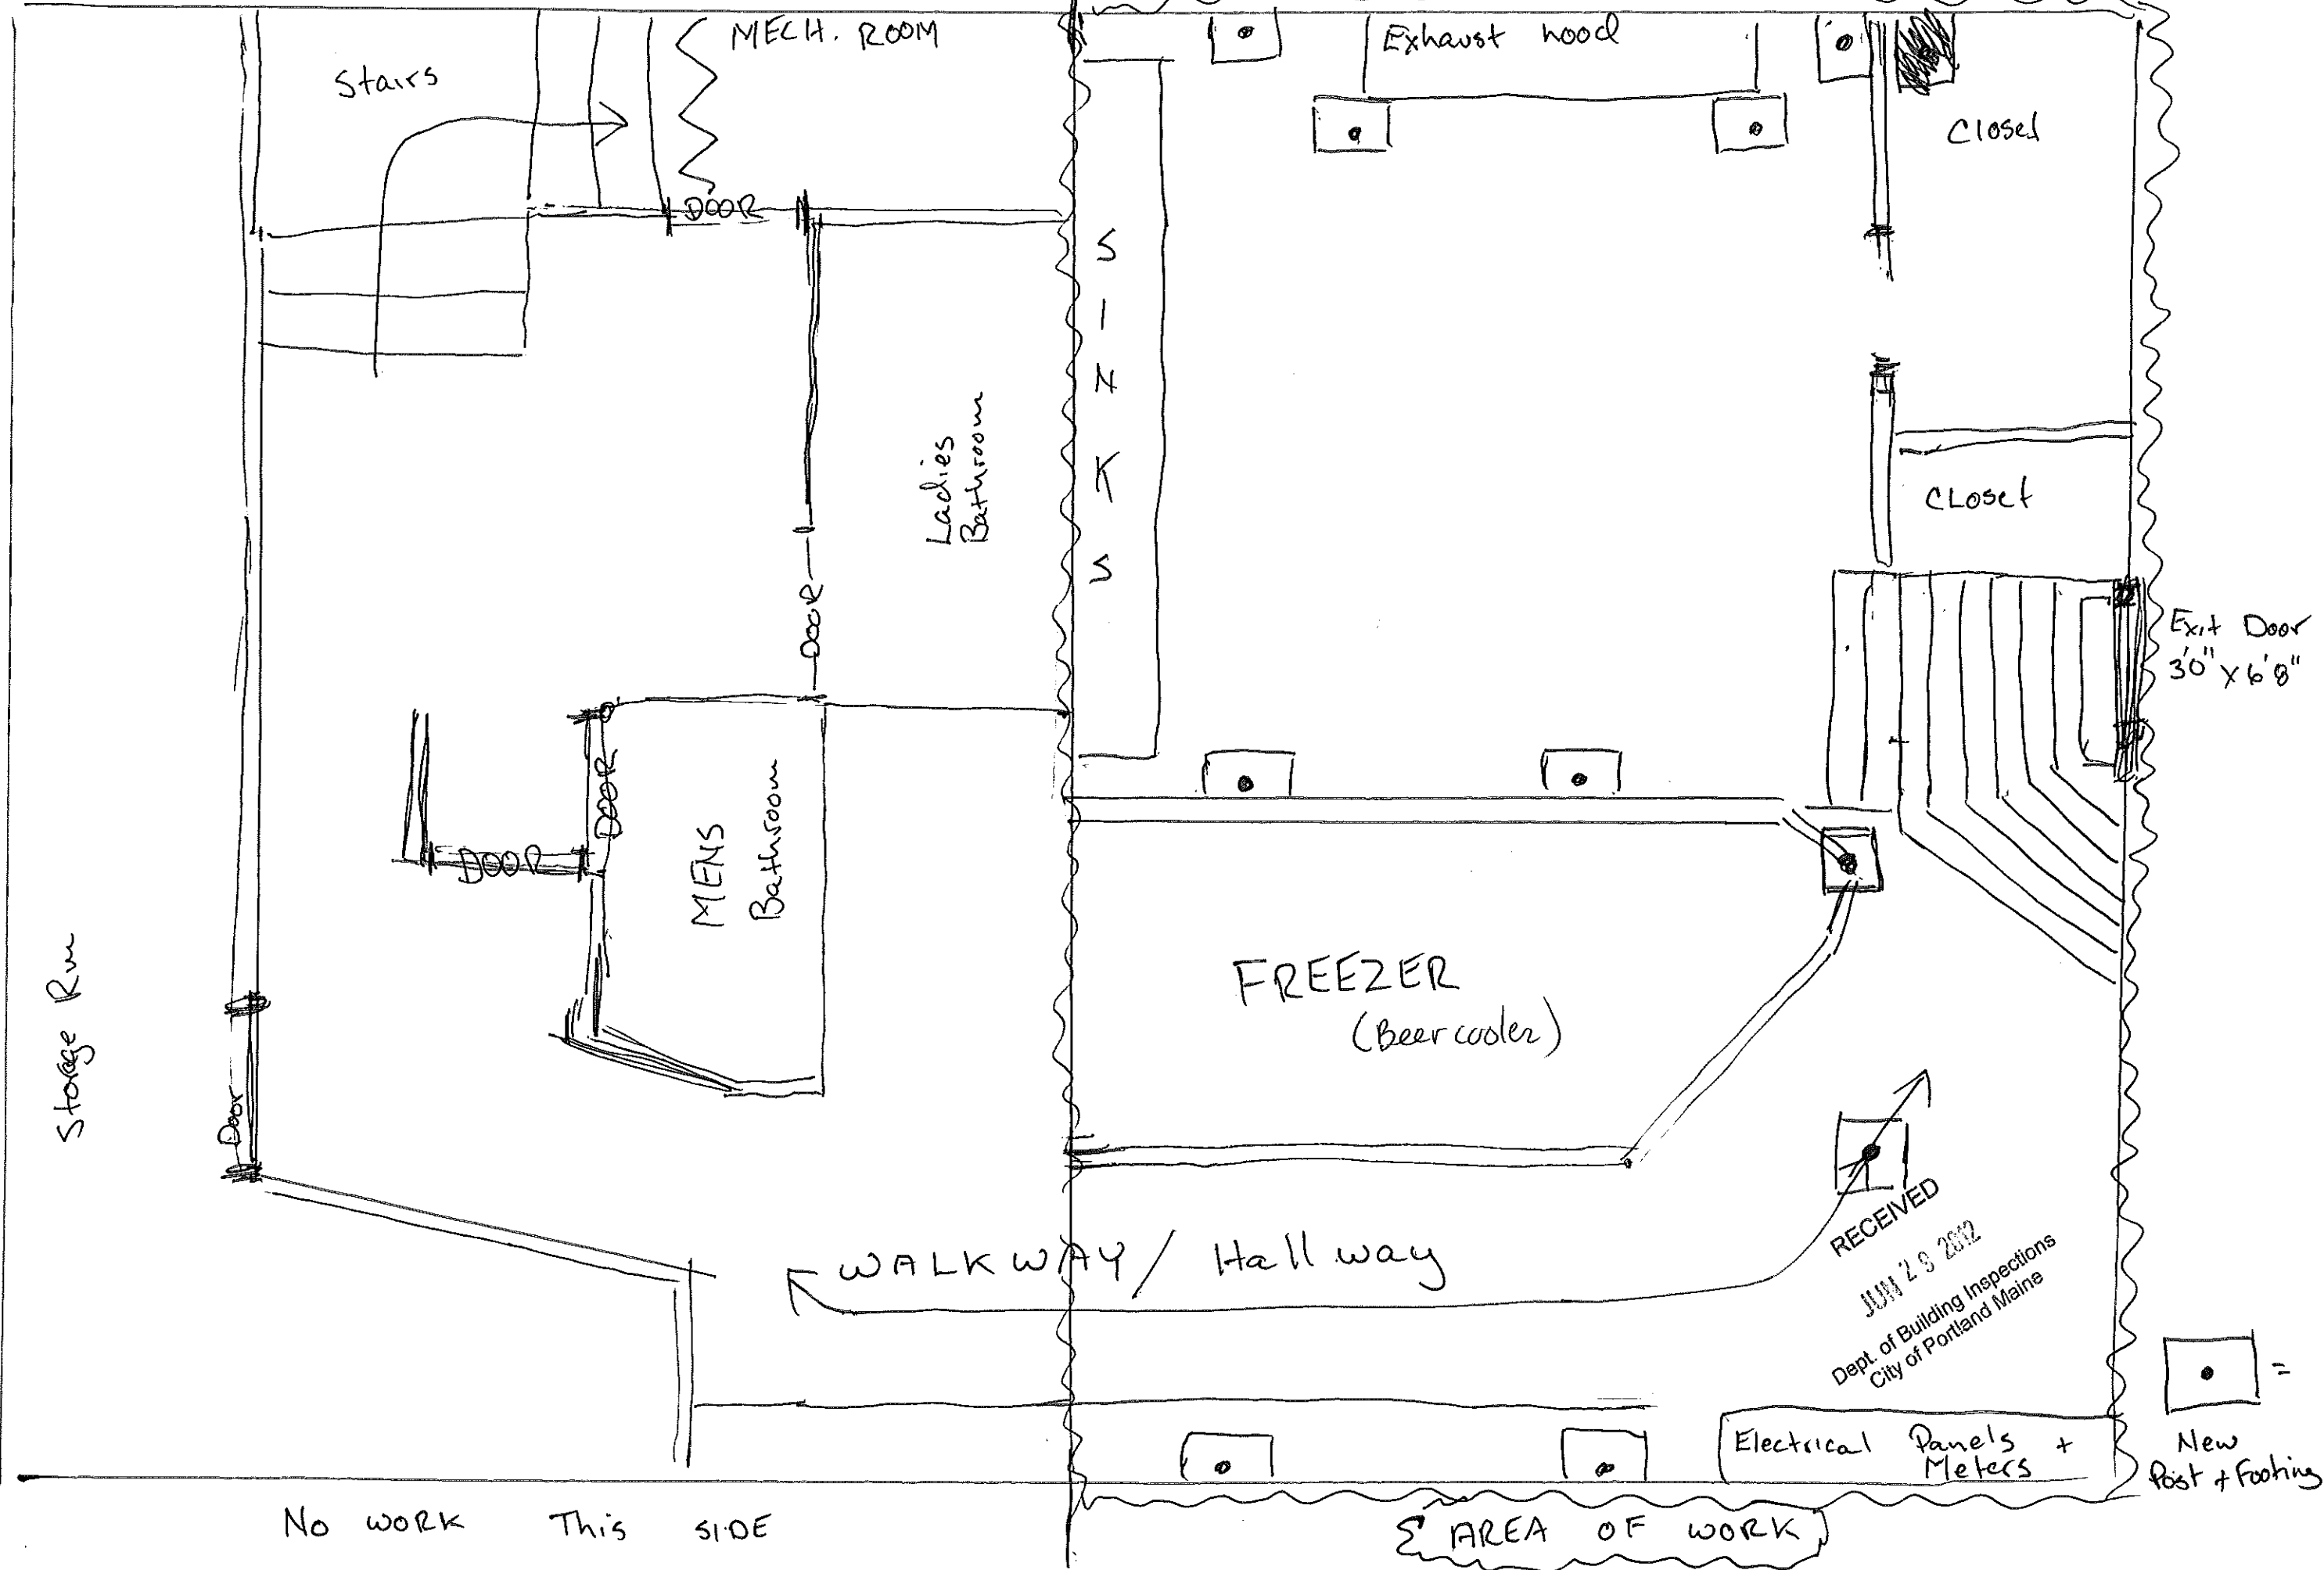 MECH. ROOM
Exhaust hood
Stairs
Closet
DOOR
SINKS
Ladies
Bathroom
CLoset
DOOR
Exit Door
3'0" x 6'8"
DOOR
MENS
Bathroom
DOOR
FREEZER
(Beer cooler)
Storage Rm
Door
WALKWAY / Hallway
RECEIVED
JUN 29 2012
Dept. of Building Inspections
City of Portland Maine
=
New
Post + Footing
Electrical Panels +
Meters
No WORK This SIDE
AREA OF WORK